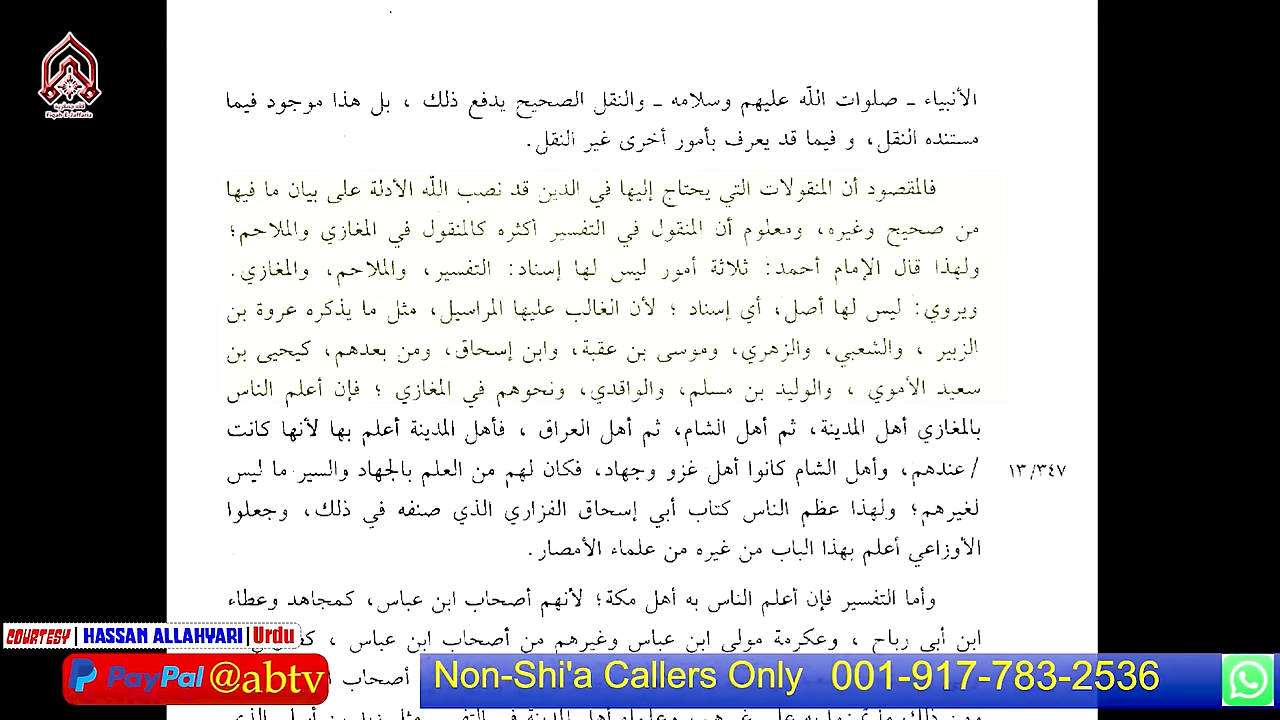 الأنبياء ـ صلوات الله عليهم وسلامه ـ والنقل الصحيح يدفع ذلك ، بل هذا موجود فيما
مستنده النقل، و فيما قد يعرف بأمور أخرى غير النقل.
فالمقصود أن المنقولات التي يحتاج إليها في الدين قد نصب الله الأدلة على بيان ما فيها
من صحيح وغيره، ومعلوم أن المنقول في التفسير أكثره كالمنقول في المغازي والملاحم؛
ولهذا قال الإمام أحمد: ثلاثة أمور ليس لها إسناد: التفسير، والملاحم، والمغازي.
ويروي: ليس لها أصل، أي إسناد ؛ لأن الغالب عليها المراسيل، مثل ما يذكره عروة بن
الزبير ، والشعبي، والزهري، وموسى بن عقبة، وابن إسحاق، ومن بعدهم، كيحيى بن
سعيد الأموي ، والوليد بن مسلم، والواقدي، ونحوهم في المغازي ؛ فإن أعلم الناس
بالمغازي أهل المدينة، ثم أهل الشام، ثم أهل العراق ، فأهل المدينة أعلم بها لأنها كانت
/ عندهم، وأهل الشام كانوا أهل غزو وجهاد، فكان لهم من العلم بالجهاد والسير ما ليس
١٣/٣٤٧
لغيرهم؛ ولهذا عظم الناس كتاب أبي إسحاق الفزاري الذي صنفه في ذلك، وجعلوا
الأوزاعي أعلم بهذا الباب من غيره من علماء الأمصار.
وأما التفسير فإن أعلم الناس به أهل مكة؛ لأنهم أصحاب ابن عباس، كمجاهد وعطاء
ابن أبي رباح ، وعكرمة مولى ابن عباس وغيرهم من أصحاب ابن عباس ،
أصحاب
Fiqah-E-Jaffaria
COURTESY | HASSAN ALLAHYARI | Urdu
PayPal @abtv
Non-Shi'a Callers Only 001-917-783-2536